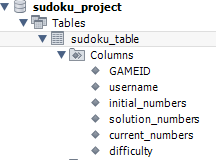 sudoku_project
Tables
sudoku_table
Columns
GAMEID
username
initial_numbers
solution_numbers
current_numbers
difficulty